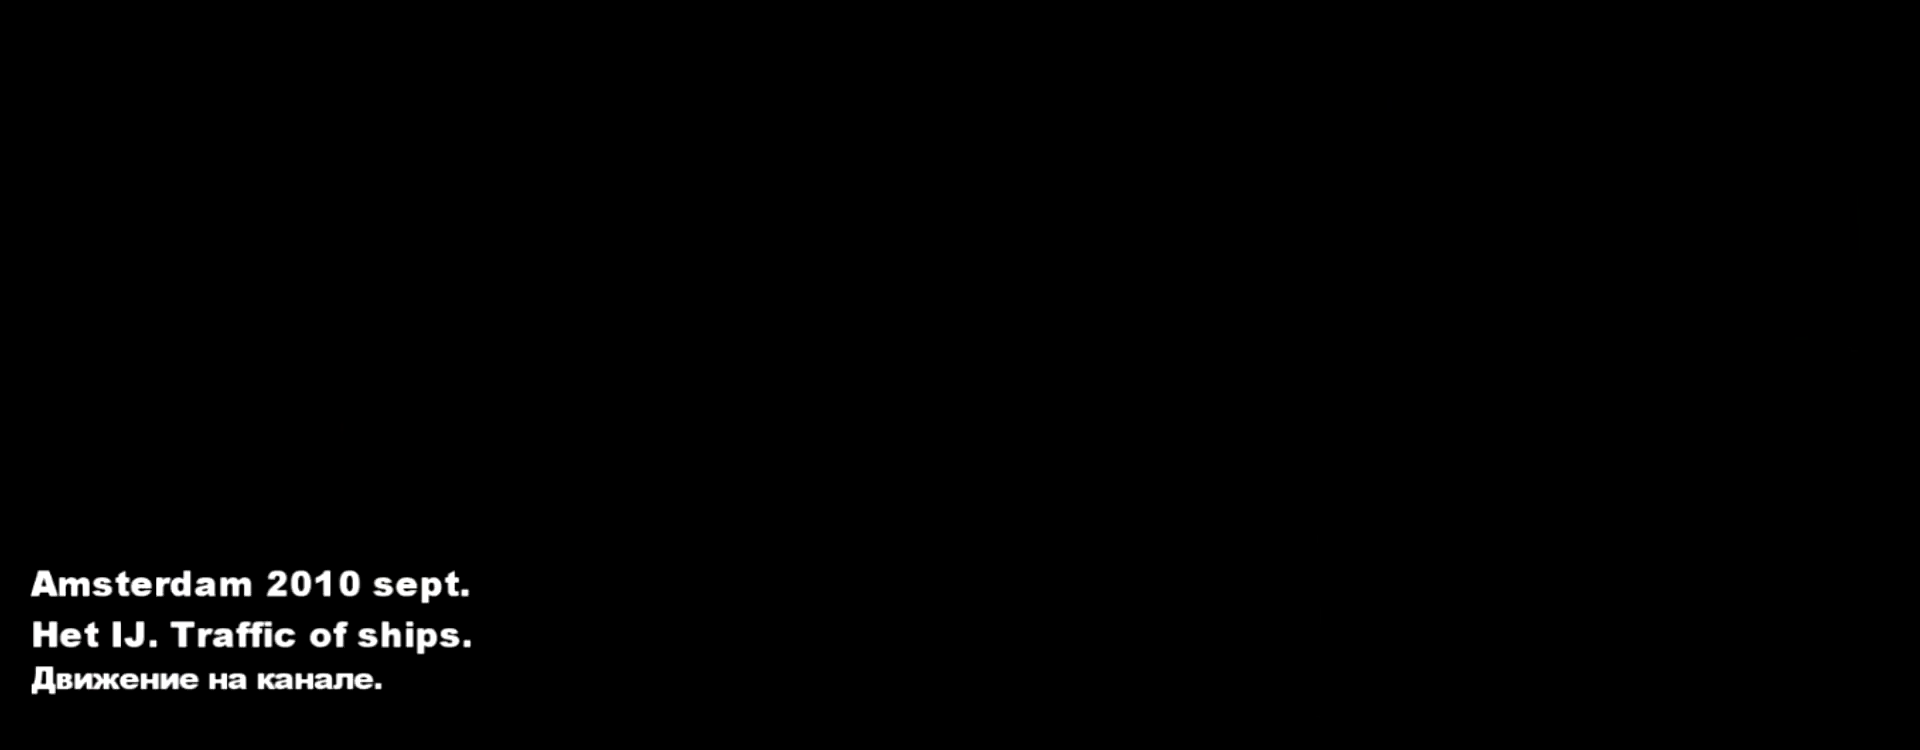 Amsterdam 2010 sept.
Het IJ. Traffic of ships.
Движение на канале.